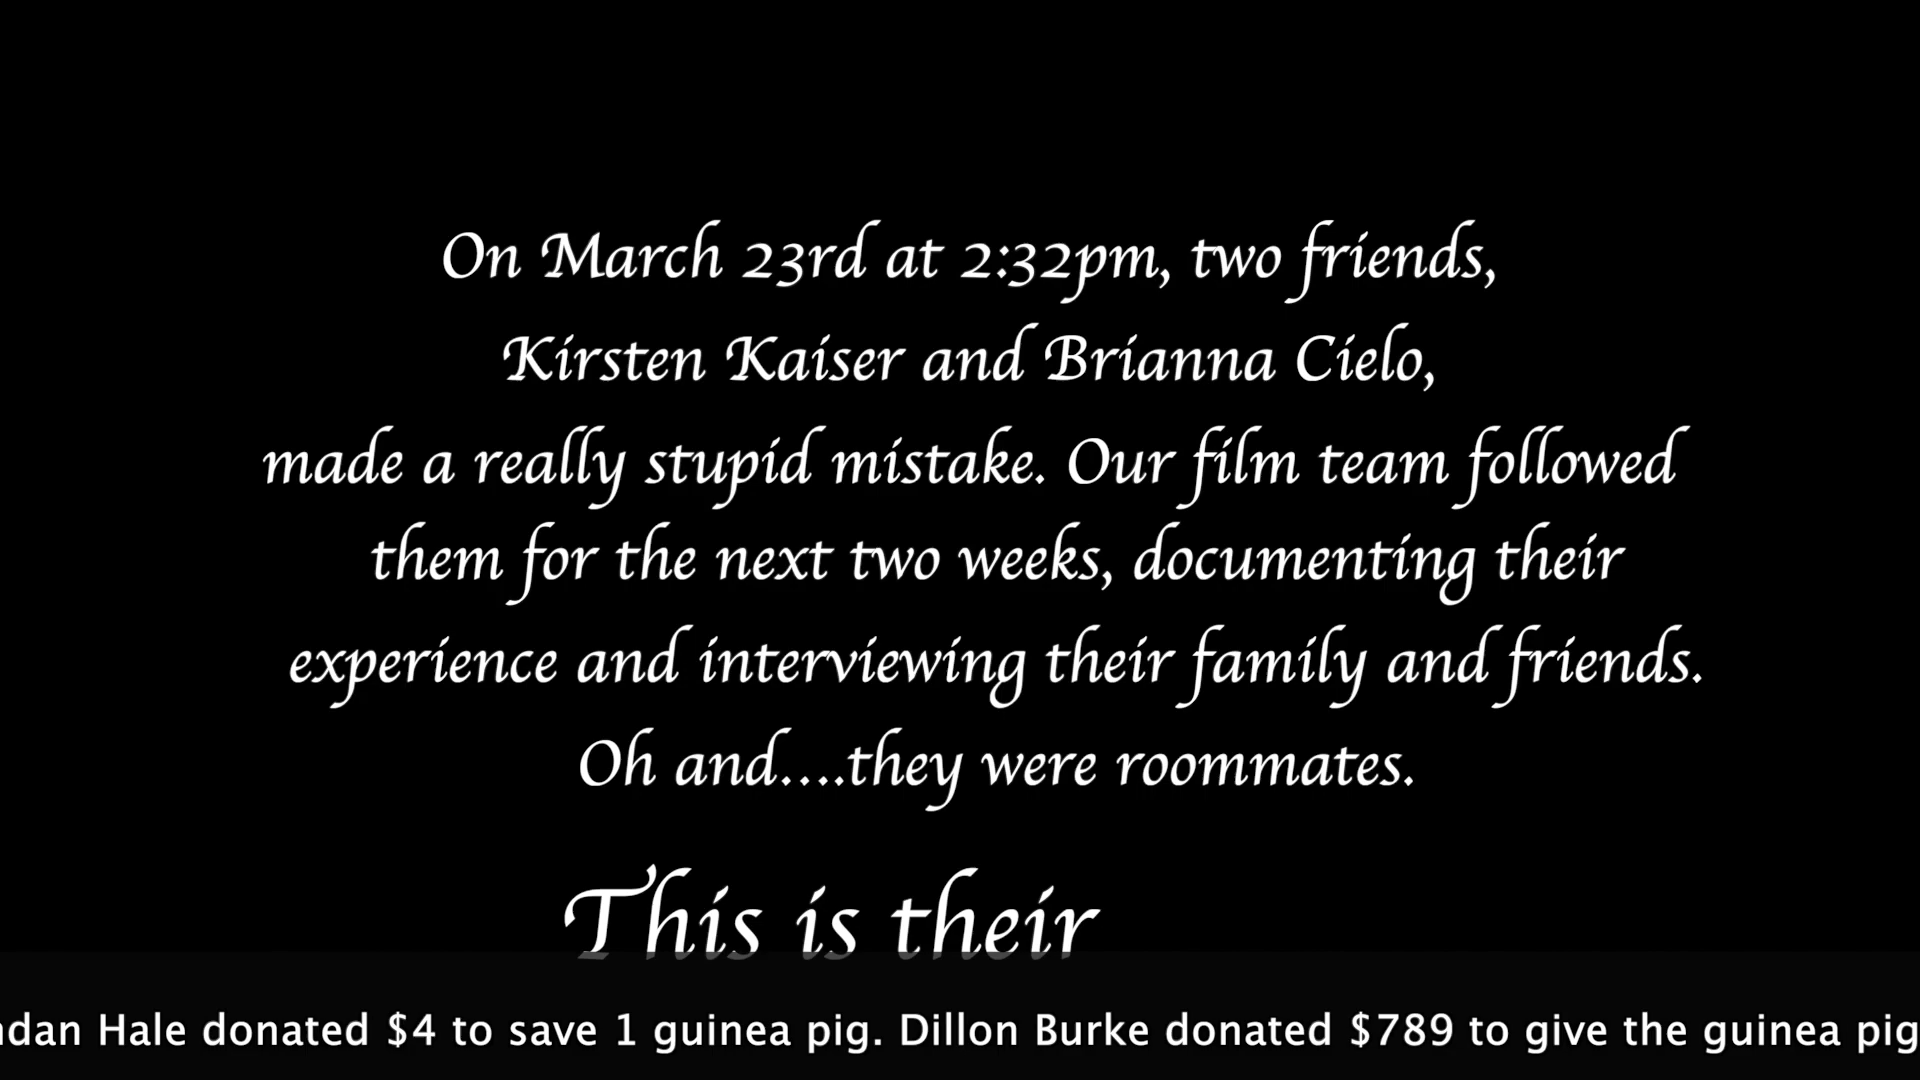 On March 23rd at 2:32pm, two friends,
Kirsten Kaiser and Brianna Cielo,
made a really stupid mistake. Our film team followed
them for the next two weeks, documenting their
experience and interviewing their family and friends.
Oh and....they were roommates.
This is their
ndan Hale donated $4 to save 1 guinea pig. Dillon Burke donated $789 to give the guinea pig